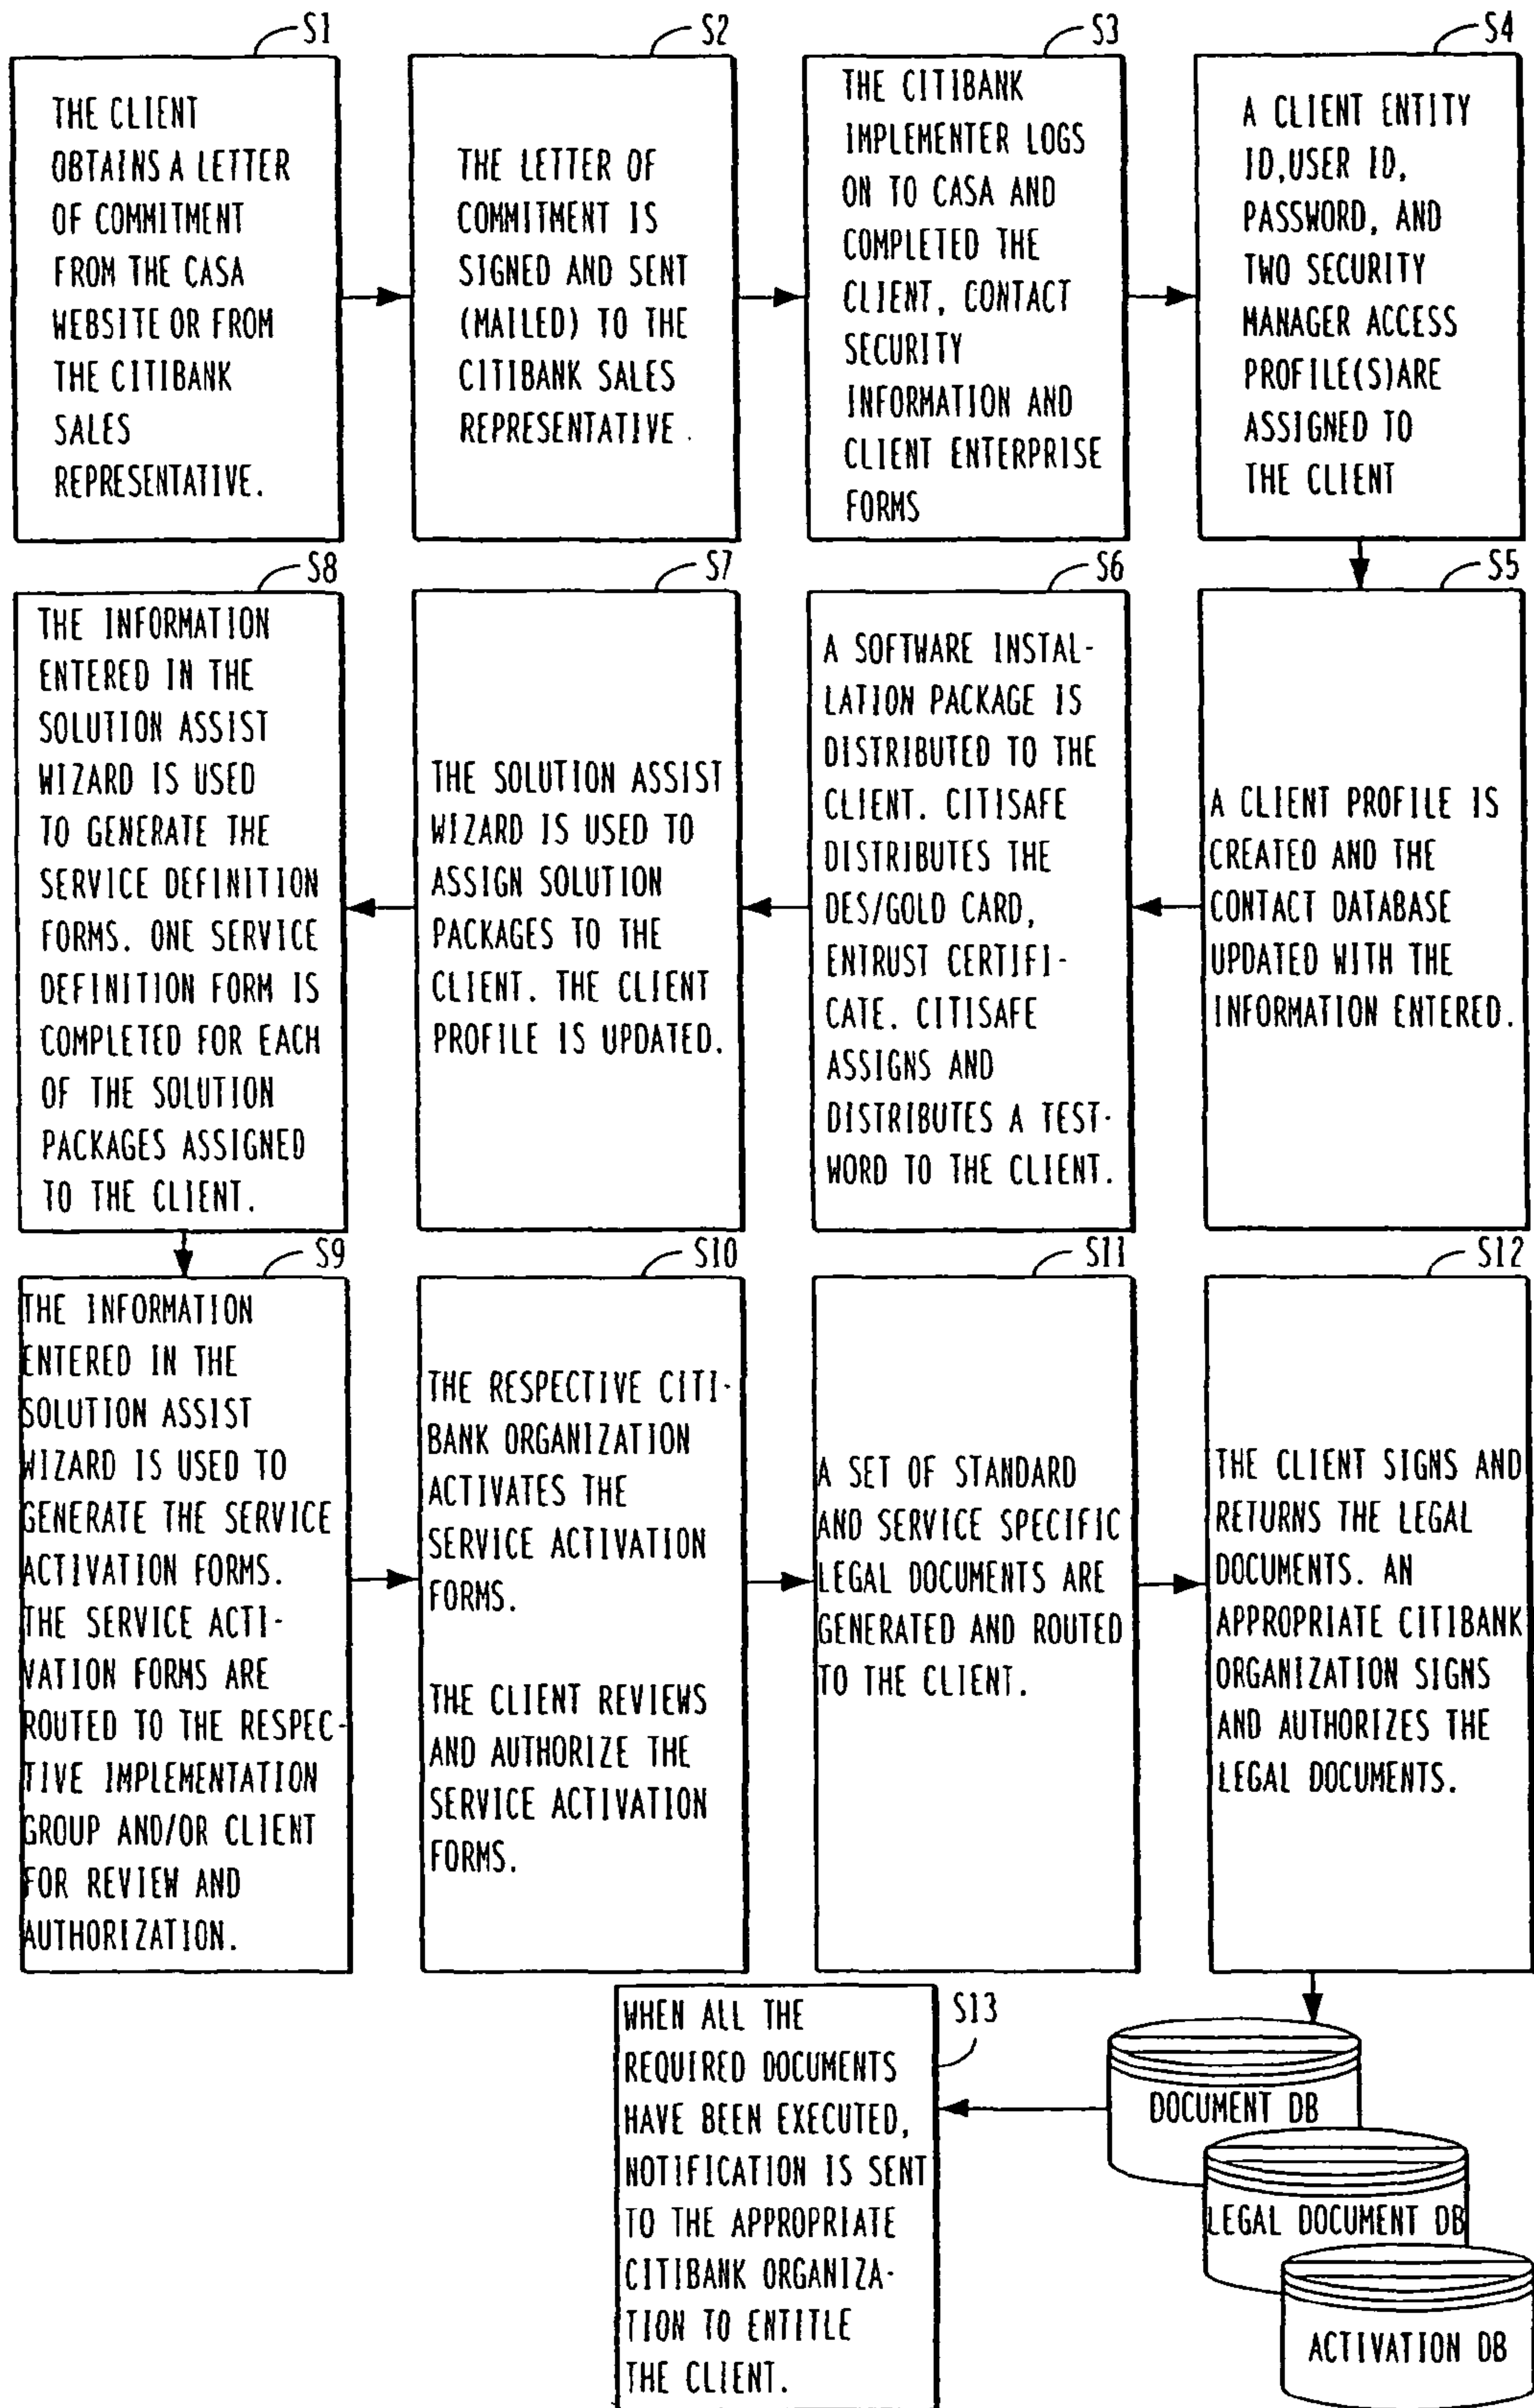 S1
THE CLIENT
OBTAINS A LETTER
OF COMMITMENT
FROM THE CASA
WEBSITE OR FROM
THE CITIBANK
SALES
REPRESENTATIVE.
S2
THE LETTER OF
COMMITMENT IS
SIGNED AND SENT
(MAILED) TO THE
CITIBANK SALES
REPRESENTATIVE.
S3
THE CITIBANK
IMPLEMENTER LOGS
ON TO CASA AND
COMPLETED THE
CLIENT, CONTACT
SECURITY
INFORMATION AND
CLIENT ENTERPRISE
FORMS
S4
A CLIENT ENTITY
ID,USER ID,
PASSWORD, AND
TWO SECURITY
MANAGER ACCESS
PROFILE(S)ARE
ASSIGNED TO
THE CLIENT
S5
A CLIENT PROFILE IS
CREATED AND THE
CONTACT DATABASE
UPDATED WITH THE
INFORMATION ENTERED.
S6
A SOFTWARE INSTAL-
LATION PACKAGE IS
DISTRIBUTED TO THE
CLIENT. CITISAFE
DISTRIBUTES THE
DES/GOLD CARD,
ENTRUST CERTIFI-
CATE. CITISAFE
ASSIGNS AND
DISTRIBUTES A TEST-
WORD TO THE CLIENT.
S7
THE SOLUTION ASSIST
WIZARD IS USED TO
ASSIGN SOLUTION
PACKAGES TO THE
CLIENT. THE CLIENT
PROFILE IS UPDATED.
S8
THE INFORMATION
ENTERED IN THE
SOLUTION ASSIST
WIZARD IS USED
TO GENERATE THE
SERVICE DEFINITION
FORMS. ONE SERVICE
DEFINITION FORM IS
COMPLETED FOR EACH
OF THE SOLUTION
PACKAGES ASSIGNED
TO THE CLIENT.
S9
THE INFORMATION
ENTERED IN THE
SOLUTION ASSIST
WIZARD IS USED TO
GENERATE THE SERVICE
ACTIVATION FORMS.
THE SERVICE ACTI-
VATION FORMS ARE
ROUTED TO THE RESPEC-
TIVE IMPLEMENTATION
GROUP AND/OR CLIENT
FOR REVIEW AND
AUTHORIZATION.
S10
THE RESPECTIVE CITI-
BANK ORGANIZATION
ACTIVATES THE
SERVICE ACTIVATION
FORMS.
THE CLIENT REVIEWS
AND AUTHORIZE THE
SERVICE ACTIVATION
FORMS.
S11
A SET OF STANDARD
AND SERVICE SPECIFIC
LEGAL DOCUMENTS ARE
GENERATED AND ROUTED
TO THE CLIENT.
S12
THE CLIENT SIGNS AND
RETURNS THE LEGAL
DOCUMENTS. AN
APPROPRIATE CITIBANK
ORGANIZATION SIGNS
AND AUTHORIZES THE
LEGAL DOCUMENTS.
DOCUMENT DB
LEGAL DOCUMENT DB
ACTIVATION DB
S13
WHEN ALL THE
REQUIRED DOCUMENTS
HAVE BEEN EXECUTED,
NOTIFICATION IS SENT
TO THE APPROPRIATE
CITIBANK ORGANIZA-
TION TO ENTITLE
THE CLIENT.